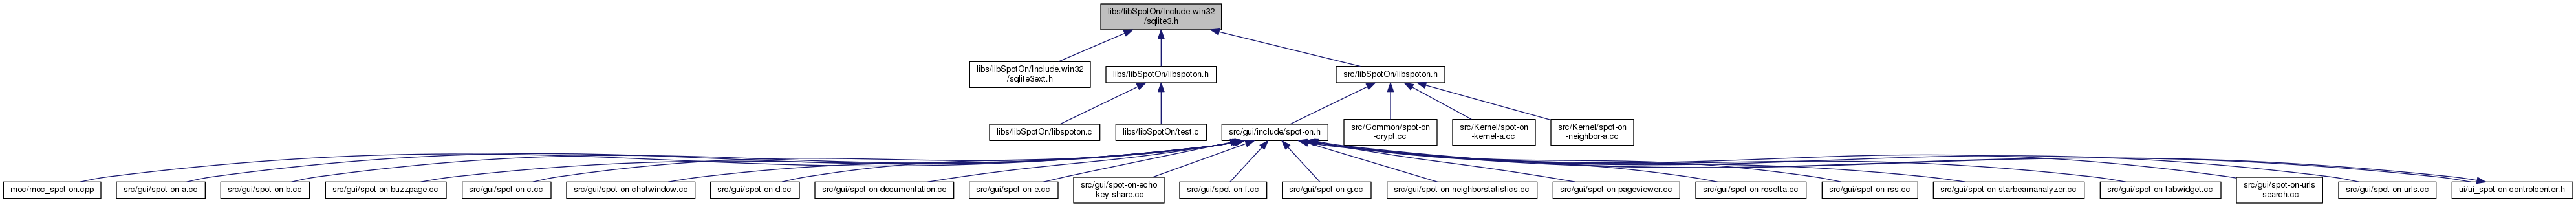 libs/libSpotOn/Include.win32
/sqlite3.h
libs/libSpotOn/Include.win32
/sqlite3ext.h
libs/libSpotOn/libspoton.h
src/libSpotOn/libspoton.h
libs/libSpotOn/libspoton.c
libs/libSpotOn/test.c
src/gui/include/spot-on.h
src/Common/spot-on
-crypt.cc
src/Kernel/spot-on
-kernel-a.cc
src/Kernel/spot-on
-neighbor-a.cc
moc/moc_spot-on.cpp
src/gui/spot-on-a.cc
src/gui/spot-on-b.cc
src/gui/spot-on-buzzpage.cc
src/gui/spot-on-c.cc
src/gui/spot-on-chatwindow.cc
src/gui/spot-on-d.cc
src/gui/spot-on-documentation.cc
src/gui/spot-on-e.cc
src/gui/spot-on-echo
-key-share.cc
src/gui/spot-on-f.cc
src/gui/spot-on-g.cc
src/gui/spot-on-neighborstatistics.cc
src/gui/spot-on-pageviewer.cc
src/gui/spot-on-rosetta.cc
src/gui/spot-on-rss.cc
src/gui/spot-on-starbeamanalyzer.cc
src/gui/spot-on-tabwidget.cc
src/gui/spot-on-urls
-search.cc
src/gui/spot-on-urls.cc
ui/ui_spot-on-controlcenter.h